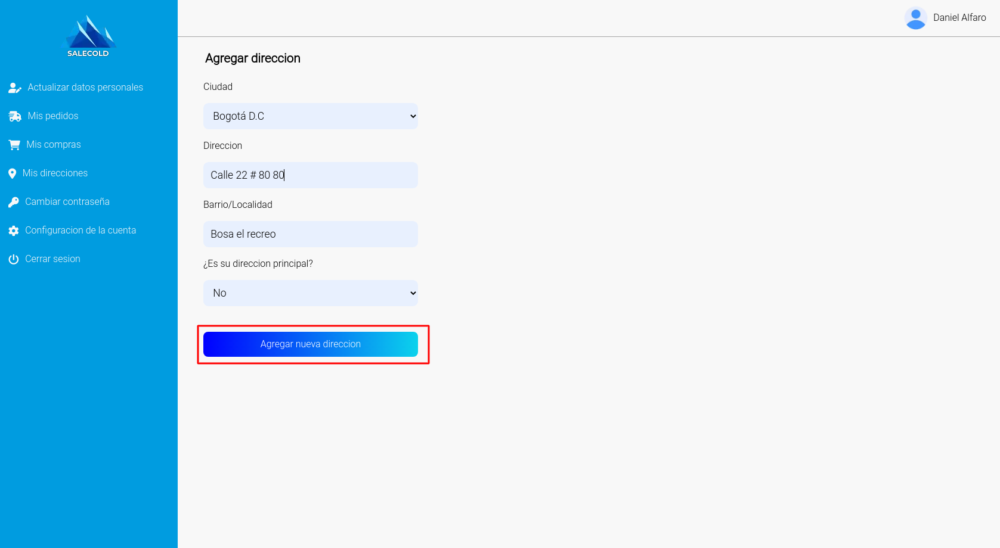 SALECOLD
Actualizar datos personales
Mis pedidos
Mis compras
Mis direcciones
Cambiar contraseña
Configuracion de la cuenta
Cerrar sesion
Daniel Alfaro
Agregar direccion
Ciudad
Bogotá D.C
Direccion
Calle 22 # 80 80
Barrio/Localidad
Bosa el recreo
¿Es su direccion principal?
No
Agregar nueva direccion